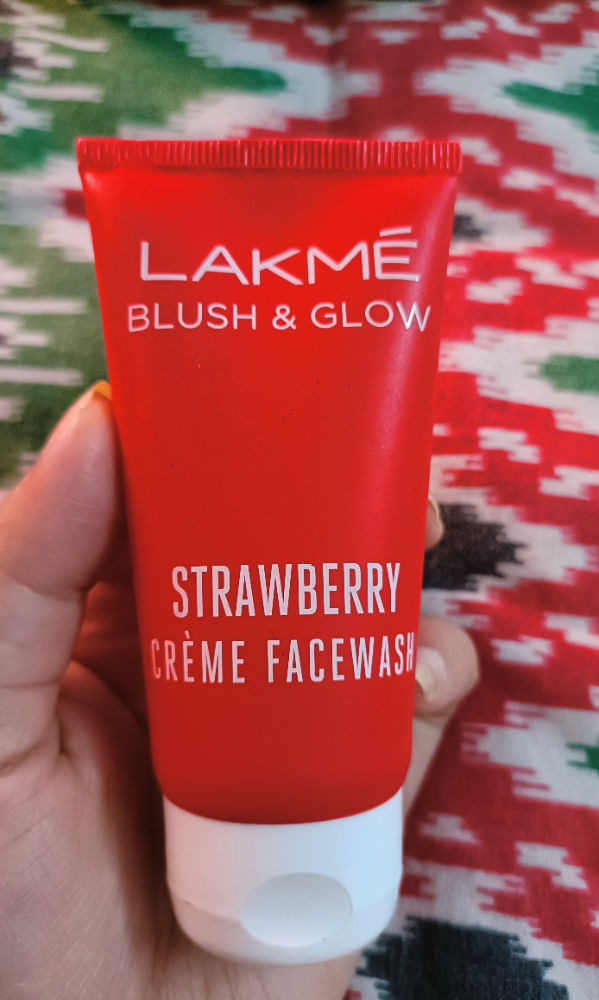 LAKMÉ
BLUSH & GLOW
STRAWBERRY
CRÈME FACEWASH